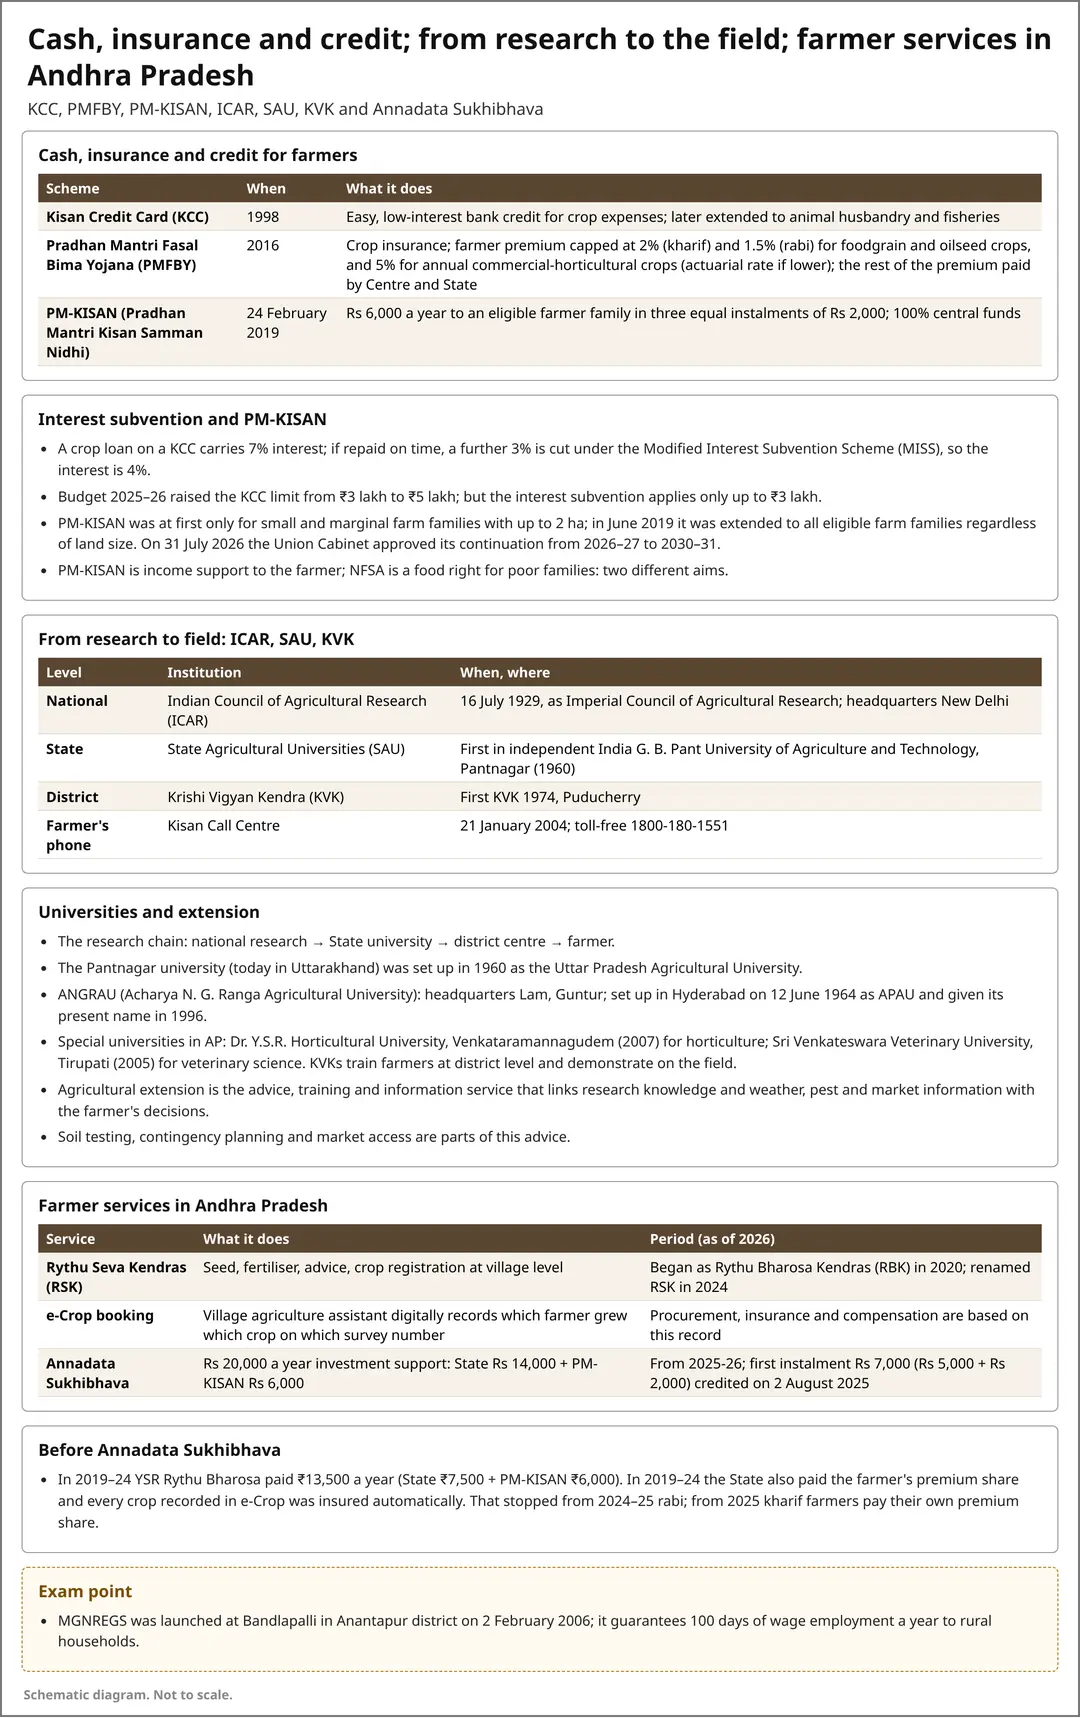 Cash, insurance and credit; from research to the field; farmer services in
Andhra Pradesh
KCC, PMFBY, PM-KISAN, ICAR, SAU, KVK and Annadata Sukhibhava
Cash, insurance and credit for farmers
Scheme When What it does
Kisan Credit Card (KCC) 1998 Easy, low-interest bank credit for crop expenses; later extended to animal husbandry and fisheries
Pradhan Mantri Fasal 2016 Crop insurance; farmer premium capped at 2% (kharif) and 1.5% (rabi) for foodgrain and oilseed crops,
Bima Yojana (PMFBY) and 5% for annual commercial-horticultural crops (actuarial rate if lower); the rest of the premium paid
by Centre and State
PM-KISAN (Pradhan 24 February Rs 6,000 a year to an eligible farmer family in three equal instalments of Rs 2,000; 100% central funds
Mantri Kisan Samman 2019
Nidhi)
Interest subvention and PM-KISAN
• A crop loan on a KCC carries 7% interest; if repaid on time, a further 3% is cut under the Modified Interest Subvention Scheme (MISS), so the
interest is 4%.
• Budget 2025–26 raised the KCC limit from ₹3 lakh to ₹5 lakh; but the interest subvention applies only up to ₹3 lakh.
• PM-KISAN was at first only for small and marginal farm families with up to 2 ha; in June 2019 it was extended to all eligible farm families regardless
of land size. On 31 July 2026 the Union Cabinet approved its continuation from 2026–27 to 2030–31.
• PM-KISAN is income support to the farmer; NFSA is a food right for poor families: two different aims.
From research to field: ICAR, SAU, KVK
Level Institution When, where
National Indian Council of Agricultural Research 16 July 1929, as Imperial Council of Agricultural Research; headquarters New Delhi
(ICAR)
State State Agricultural Universities (SAU) First in independent India G. B. Pant University of Agriculture and Technology,
Pantnagar (1960)
District Krishi Vigyan Kendra (KVK) First KVK 1974, Puducherry
Farmer's Kisan Call Centre 21 January 2004; toll-free 1800-180-1551
phone
Universities and extension
• The research chain: national research → State university → district centre → farmer.
• The Pantnagar university (today in Uttarakhand) was set up in 1960 as the Uttar Pradesh Agricultural University.
• ANGRAU (Acharya N. G. Ranga Agricultural University): headquarters Lam, Guntur; set up in Hyderabad on 12 June 1964 as APAU and given its
present name in 1996.
• Special universities in AP: Dr. Y.S.R. Horticultural University, Venkataramannagudem (2007) for horticulture; Sri Venkateswara Veterinary University,
Tirupati (2005) for veterinary science. KVKs train farmers at district level and demonstrate on the field.
• Agricultural extension is the advice, training and information service that links research knowledge and weather, pest and market information with
the farmer's decisions.
• Soil testing, contingency planning and market access are parts of this advice.
Farmer services in Andhra Pradesh
Service What it does Period (as of 2026)
Rythu Seva Kendras Seed, fertiliser, advice, crop registration at village level Began as Rythu Bharosa Kendras (RBK) in 2020; renamed
(RSK) RSK in 2024
e-Crop booking Village agriculture assistant digitally records which farmer grew Procurement, insurance and compensation are based on
which crop on which survey number this record
Annadata Rs 20,000 a year investment support: State Rs 14,000 + PM- From 2025-26; first instalment Rs 7,000 (Rs 5,000 + Rs
Sukhibhava KISAN Rs 6,000 2,000) credited on 2 August 2025
Before Annadata Sukhibhava
• In 2019–24 YSR Rythu Bharosa paid ₹13,500 a year (State ₹7,500 + PM-KISAN ₹6,000). In 2019–24 the State also paid the farmer's premium share
and every crop recorded in e-Crop was insured automatically. That stopped from 2024–25 rabi; from 2025 kharif farmers pay their own premium
share.
Exam point
• MGNREGS was launched at Bandlapalli in Anantapur district on 2 February 2006; it guarantees 100 days of wage employment a year to rural
households.
Schematic diagram. Not to scale.